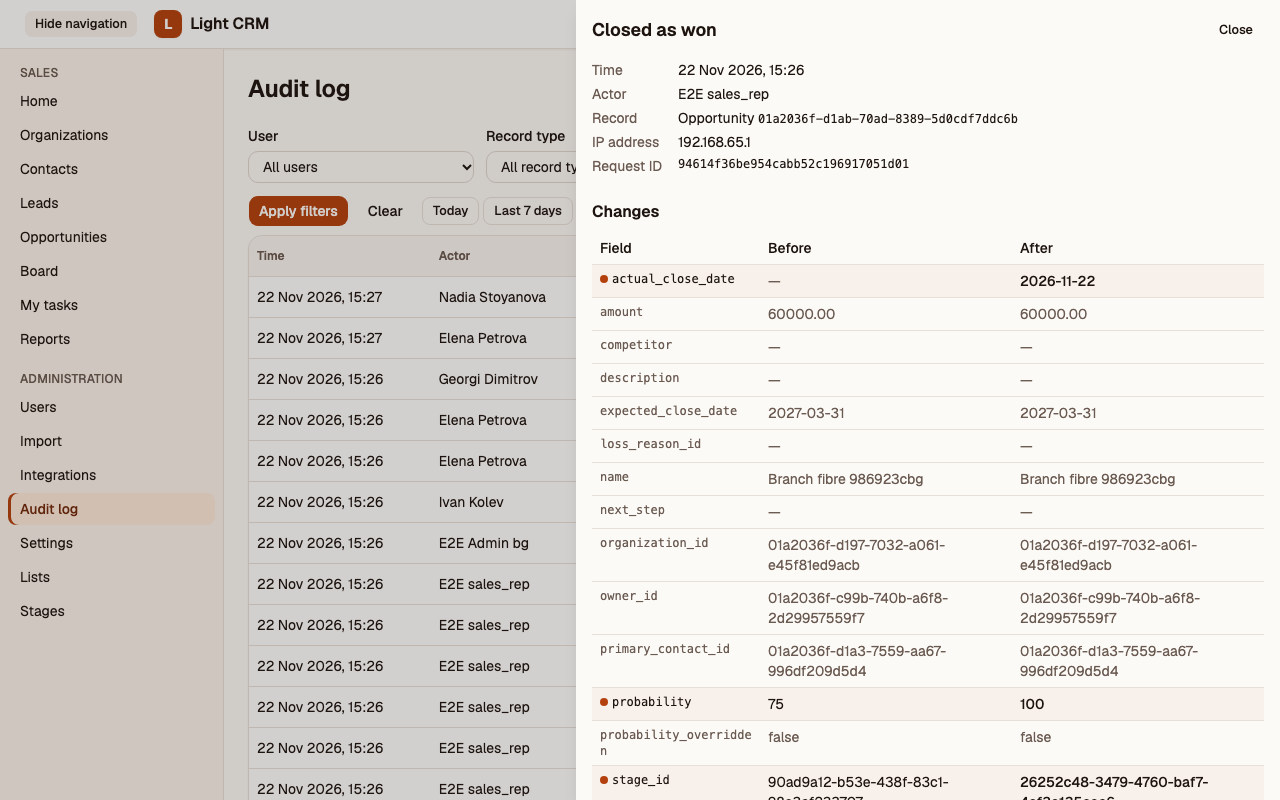 Hide navigation
L
Light CRM
SALES
Home
Organizations
Contacts
Leads
Opportunities
Board
My tasks
Reports
ADMINISTRATION
Users
Import
Integrations
Audit log
Settings
Lists
Stages
Audit log
User
Record type
All users
All record ty
Apply filters
Clear
Today
Last 7 days
Time
Actor
22 Nov 2026, 15:27
Nadia Stoyanova
22 Nov 2026, 15:27
Elena Petrova
22 Nov 2026, 15:26
Georgi Dimitrov
22 Nov 2026, 15:26
Elena Petrova
22 Nov 2026, 15:26
Elena Petrova
22 Nov 2026, 15:26
Ivan Kolev
22 Nov 2026, 15:26
E2E Admin bg
22 Nov 2026, 15:26
E2E sales_rep
22 Nov 2026, 15:26
E2E sales_rep
22 Nov 2026, 15:26
E2E sales_rep
22 Nov 2026, 15:26
E2E sales_rep
22 Nov 2026, 15:26
E2E sales_rep
22 Nov 2026, 15:26
E2E sales_rep
Closed as won
Close
Time 22 Nov 2026, 15:26
Actor E2E sales_rep
Record Opportunity 01a2036f-d1ab-70ad-8389-5d0cdf7ddc6b
IP address 192.168.65.1
Request ID 94614f36be954cabb52c196917051d01
Changes
Field Before After
actual_close_date — 2026-11-22
amount 60000.00 60000.00
competitor — —
description — —
expected_close_date 2027-03-31 2027-03-31
loss_reason_id — —
name Branch fibre 986923cbg Branch fibre 986923cbg
next_step — —
organization_id 01a2036f-d197-7032-a061- 01a2036f-d197-7032-a061-
e45f81ed9acb e45f81ed9acb
owner_id 01a2036f-c99b-740b-a6f8- 01a2036f-c99b-740b-a6f8-
2d29957559f7 2d29957559f7
primary_contact_id 01a2036f-d1a3-7559-aa67- 01a2036f-d1a3-7559-aa67-
996df209d5d4 996df209d5d4
probability 75 100
probability_overridde false false
n
stage_id 90ad9a12-b53e-438f-83c1- 26252c48-3479-4760-baf7-